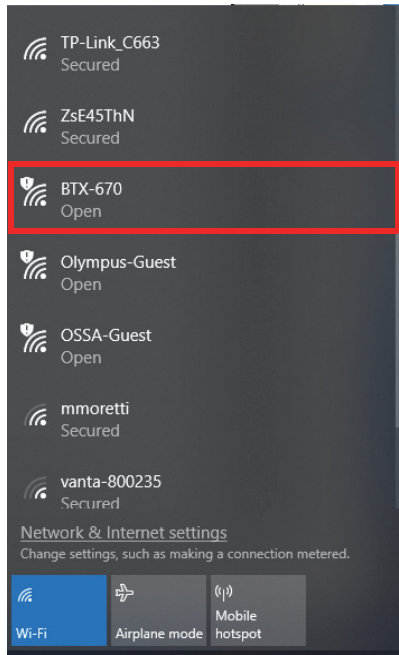 TP-Link_C663
Secured
ZsE45ThN
Secured
BTX-670
Open
Olympus-Guest
Open
OSSA-Guest
Open
mmoretti
Secured
vanta-800235
Secured
Network & Internet settings
Change settings, such as making a connection metered.
Wi-Fi
Airplane mode
Mobile
hotspot